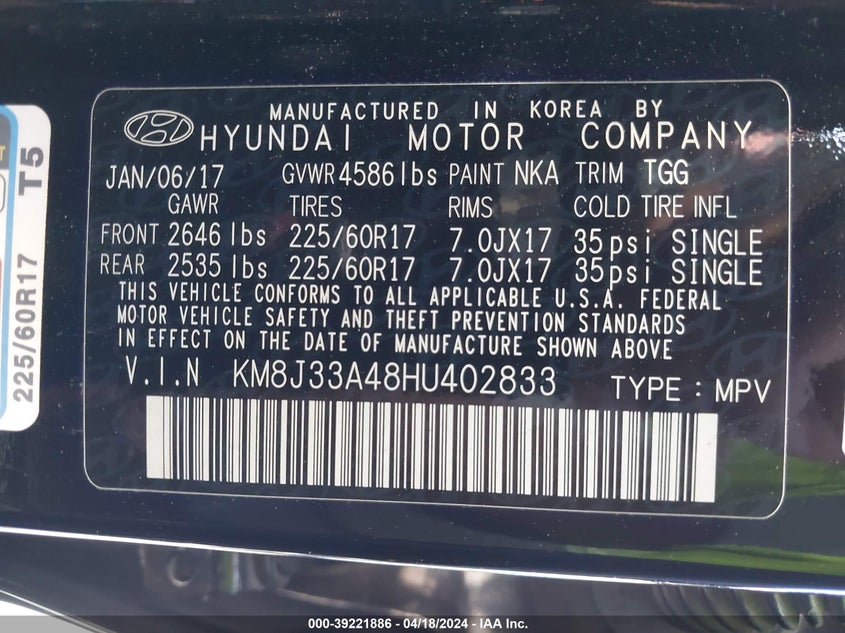 MANUFACTURED IN KOREA BY
HYUNDAI MOTOR COMPANY
JAN/06/17 GVWR 4586lbs PAINT NKA TRIM TGG
GAWR TIRES RIMS COLD TIRE INFL
FRONT 2646 lbs 225/60R17 7.0JX17 35psi SINGLE
REAR 2535 lbs 225/60R17 7.0JX17 35psi SINGLE
THIS VEHICLE CONFORMS TO ALL APPLICABLE U.S.A. FEDERAL
MOTOR VEHICLE SAFETY AND THEFT PREVENTION STANDARDS
IN EFFECT ON THE DATE OF MANUFACTURE SHOWN ABOVE.
V.I.N KM8J33A48HU402833 TYPE : MPV
225/60R17 T5
000-39221886 - 04/18/2024 - IAA Inc.